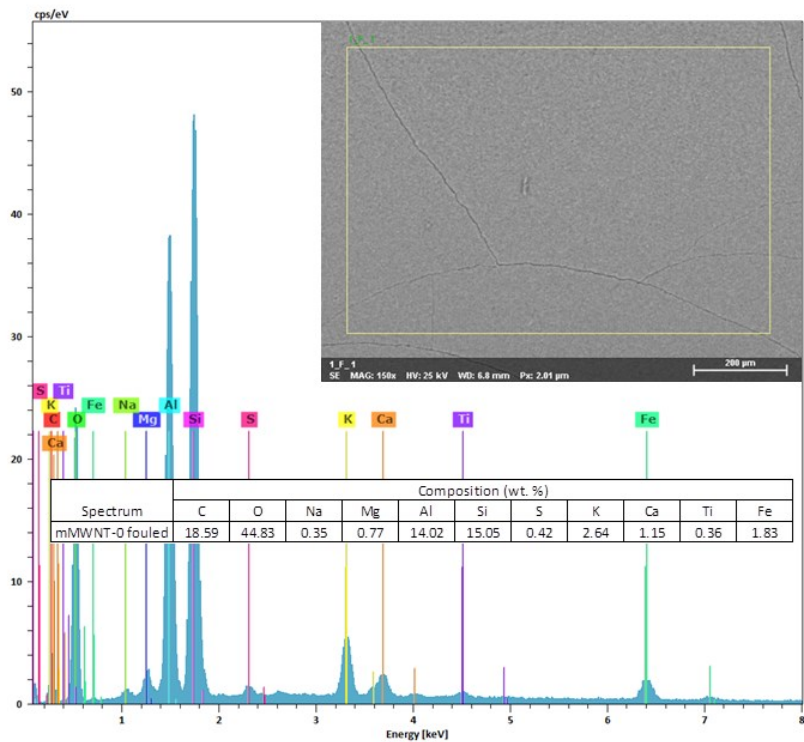 cps/eV
50
40
30
20
10
0
S
Ti
K
C
O
Fe
Na
Mg
Al
Si
S
K
Ca
Ti
Fe
Ca
1_F_1
SE MAG: 150x HV: 25 kV WD: 6.8 mm Px: 2.01 µm
200 µm
Composition (wt. %)
Spectrum C O Na Mg Al Si S K Ca Ti Fe
mMWNT-0 fouled 18.59 44.83 0.35 0.77 14.02 15.05 0.42 2.64 1.15 0.36 1.83
1 2 3 4 5 6 7 8
Energy [keV]